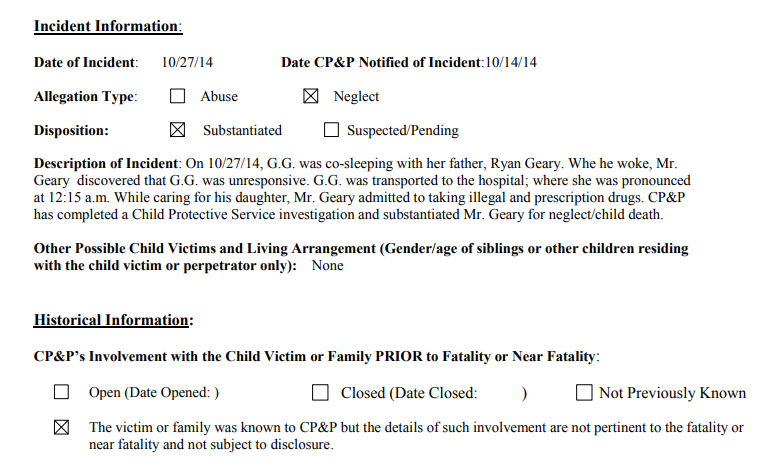 Incident Information:
Date of Incident: 10/27/14 Date CP&P Notified of Incident:10/14/14
Allegation Type: ☐ Abuse ☒ Neglect
Disposition: ☒ Substantiated ☐ Suspected/Pending
Description of Incident: On 10/27/14, G.G. was co-sleeping with her father, Ryan Geary. Whe he woke, Mr.
Geary discovered that G.G. was unresponsive. G.G. was transported to the hospital; where she was pronounced
at 12:15 a.m. While caring for his daughter, Mr. Geary admitted to taking illegal and prescription drugs. CP&P
has completed a Child Protective Service investigation and substantiated Mr. Geary for neglect/child death.
Other Possible Child Victims and Living Arrangement (Gender/age of siblings or other children residing
with the child victim or perpetrator only): None
Historical Information:
CP&P's Involvement with the Child Victim or Family PRIOR to Fatality or Near Fatality:
☐ Open (Date Opened: ) ☐ Closed (Date Closed: ) ☐ Not Previously Known
☒ The victim or family was known to CP&P but the details of such involvement are not pertinent to the fatality or
near fatality and not subject to disclosure.